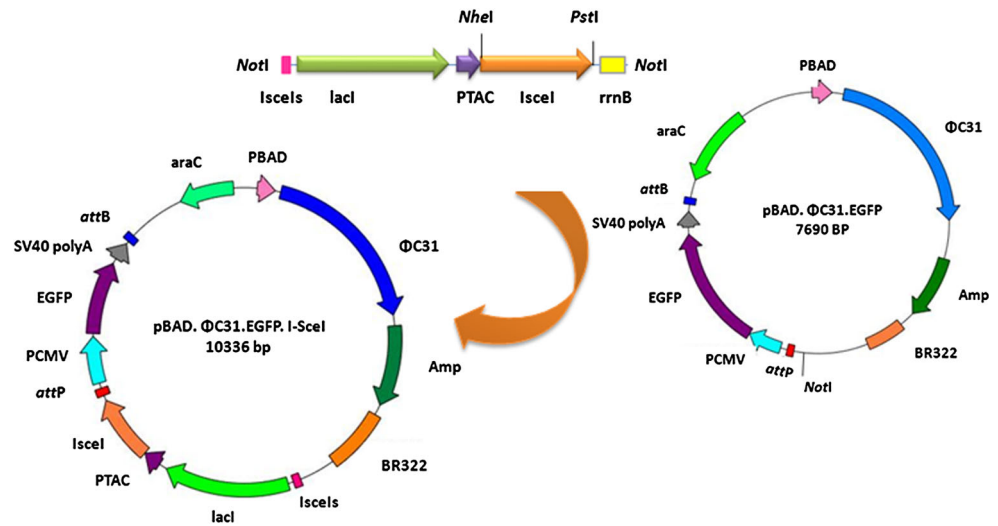 NheI
PstI
NotI
NotI
IsceIs
lacI
PTAC
IsceI
rrnB
PBAD
araC
ΦC31
attB
SV40 polyA
pBAD. ΦC31.EGFP
7690 BP
EGFP
Amp
PCMV
attP
NotI
BR322
PBAD
araC
attB
SV40 polyA
ΦC31
EGFP
pBAD. ΦC31.EGFP. I-SceI
10336 bp
PCMV
Amp
attP
IsceI
PTAC
BR322
IsceIs
lacI